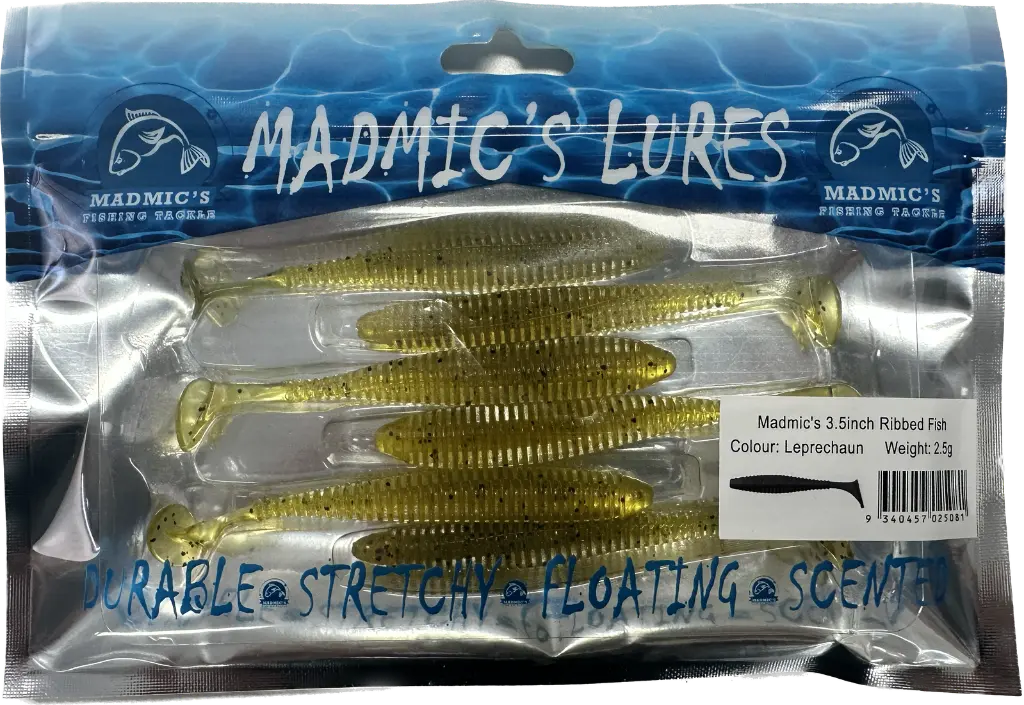 MADMIC'S LURES
MADMIC'S
FISHING TACKLE
MADMIC'S
FISHING TACKLE
Madmic's 3.5inch Ribbed Fish
Colour: Leprechaun Weight: 2.5g
9 340457 025081
DURABLE STRETCHY FLOATING SCENTED